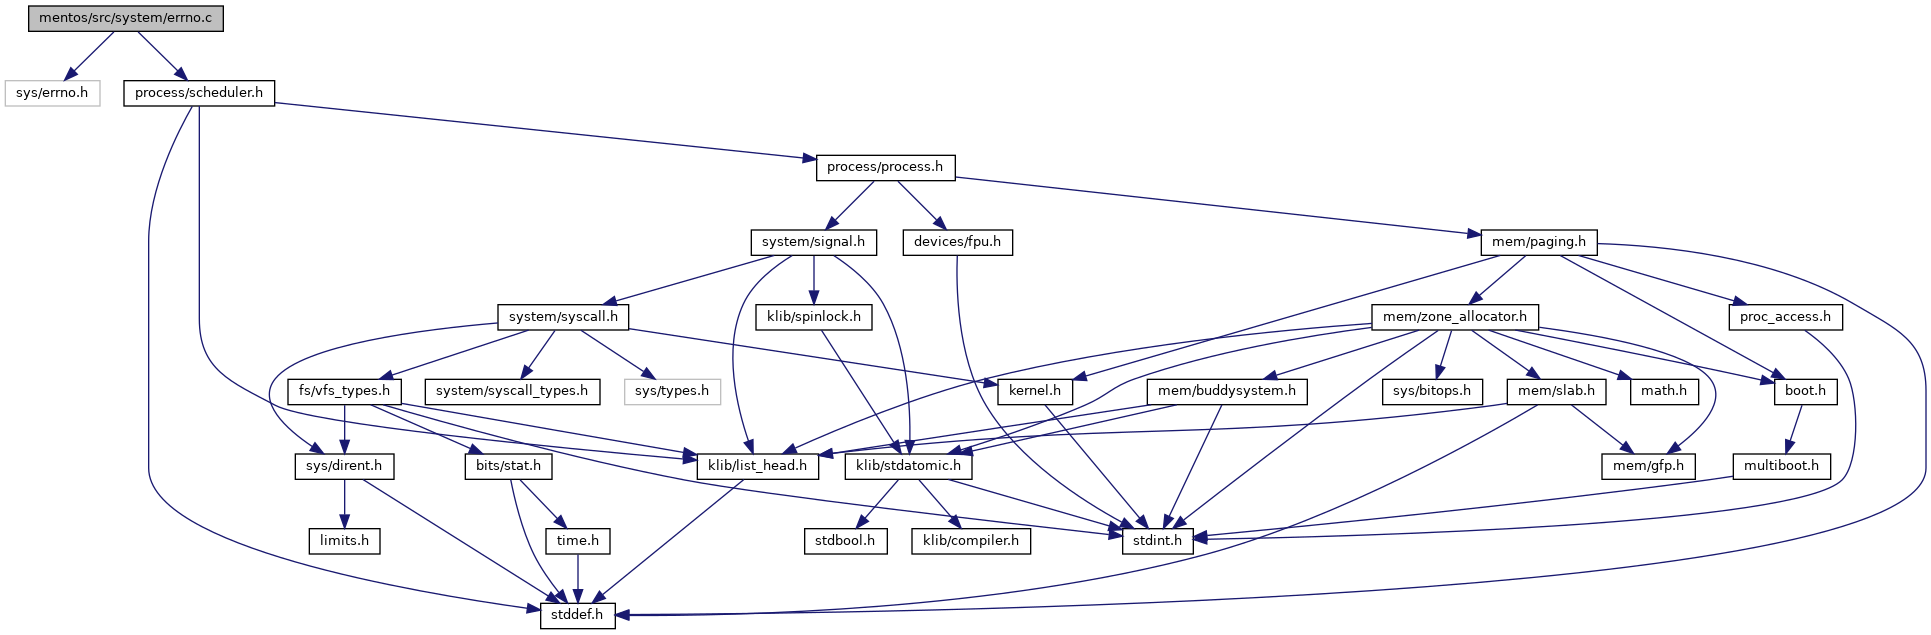 mentos/src/system/errno.c
sys/errno.h
process/scheduler.h
process/process.h
system/signal.h
devices/fpu.h
mem/paging.h
system/syscall.h
klib/spinlock.h
mem/zone_allocator.h
proc_access.h
fs/vfs_types.h
system/syscall_types.h
sys/types.h
kernel.h
mem/buddysystem.h
sys/bitops.h
mem/slab.h
math.h
boot.h
sys/dirent.h
bits/stat.h
klib/list_head.h
klib/stdatomic.h
mem/gfp.h
multiboot.h
limits.h
time.h
stdbool.h
klib/compiler.h
stdint.h
stddef.h